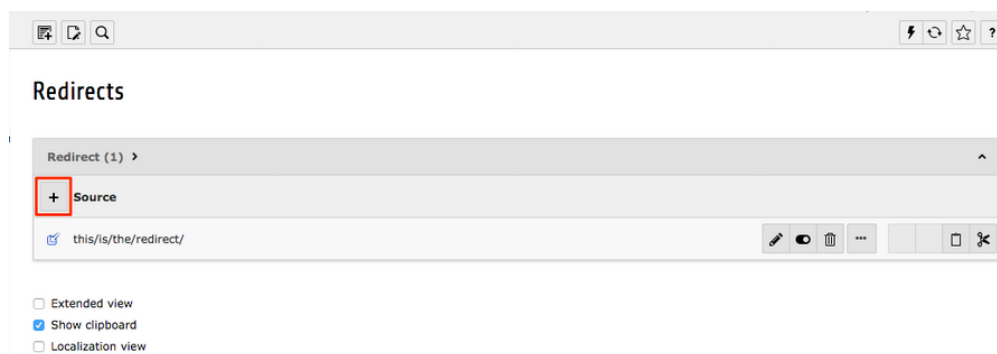 ?
Redirects
Redirect (1) >
+ Source
this/is/the/redirect/
Extended view
Show clipboard
Localization view